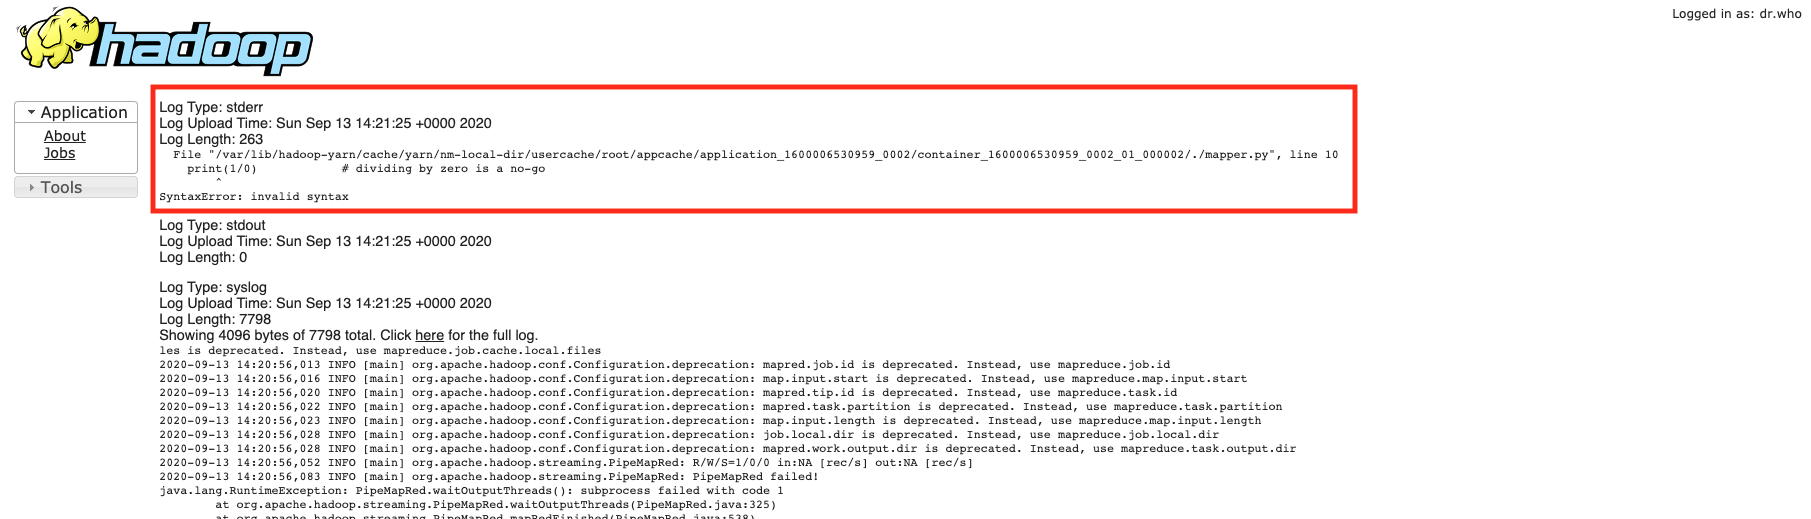 Logged in as: dr.who
hadoop
Application
About
Jobs
Tools
Log Type: stderr
Log Upload Time: Sun Sep 13 14:21:25 +0000 2020
Log Length: 263
  File "/var/lib/hadoop-yarn/cache/yarn/nm-local-dir/usercache/root/appcache/application_1600006530959_0002/container_1600006530959_0002_01_000002/./mapper.py", line 10
    print(1/0)            # dividing by zero is a no-go
        ^
SyntaxError: invalid syntax
Log Type: stdout
Log Upload Time: Sun Sep 13 14:21:25 +0000 2020
Log Length: 0
Log Type: syslog
Log Upload Time: Sun Sep 13 14:21:25 +0000 2020
Log Length: 7798
Showing 4096 bytes of 7798 total. Click here for the full log.
les is deprecated. Instead, use mapreduce.job.cache.local.files
2020-09-13 14:20:56,013 INFO [main] org.apache.hadoop.conf.Configuration.deprecation: mapred.job.id is deprecated. Instead, use mapreduce.job.id
2020-09-13 14:20:56,016 INFO [main] org.apache.hadoop.conf.Configuration.deprecation: map.input.start is deprecated. Instead, use mapreduce.map.input.start
2020-09-13 14:20:56,020 INFO [main] org.apache.hadoop.conf.Configuration.deprecation: mapred.tip.id is deprecated. Instead, use mapreduce.task.id
2020-09-13 14:20:56,022 INFO [main] org.apache.hadoop.conf.Configuration.deprecation: mapred.task.partition is deprecated. Instead, use mapreduce.task.partition
2020-09-13 14:20:56,023 INFO [main] org.apache.hadoop.conf.Configuration.deprecation: map.input.length is deprecated. Instead, use mapreduce.map.input.length
2020-09-13 14:20:56,028 INFO [main] org.apache.hadoop.conf.Configuration.deprecation: job.local.dir is deprecated. Instead, use mapreduce.job.local.dir
2020-09-13 14:20:56,028 INFO [main] org.apache.hadoop.conf.Configuration.deprecation: mapred.work.output.dir is deprecated. Instead, use mapreduce.task.output.dir
2020-09-13 14:20:56,052 INFO [main] org.apache.hadoop.streaming.PipeMapRed: R/W/S=1/0/0 in:NA [rec/s] out:NA [rec/s]
2020-09-13 14:20:56,083 INFO [main] org.apache.hadoop.streaming.PipeMapRed: PipeMapRed failed!
java.lang.RuntimeException: PipeMapRed.waitOutputThreads(): subprocess failed with code 1
        at org.apache.hadoop.streaming.PipeMapRed.waitOutputThreads(PipeMapRed.java:325)
        at org.apache.hadoop.streaming.PipeMapRed.mapRedFinished(PipeMapRed.java:538)